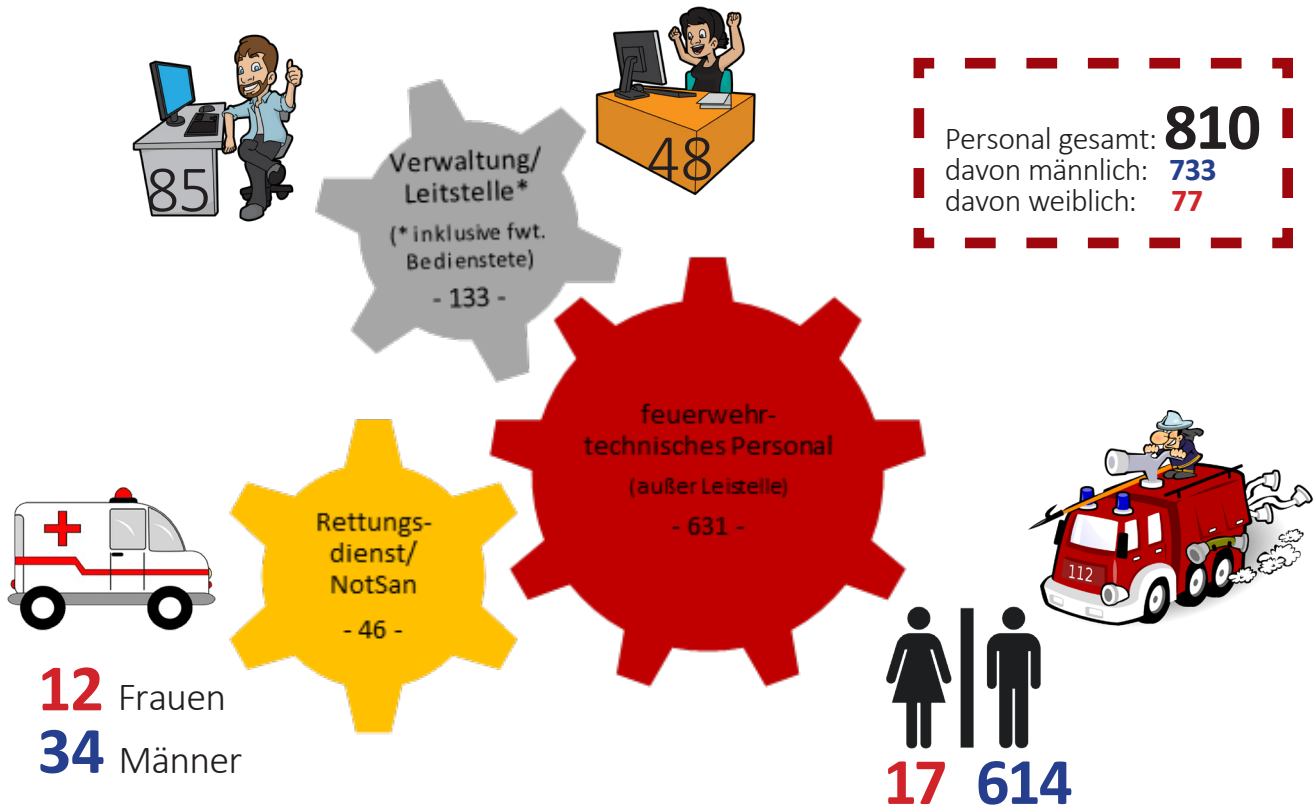 85
48
Verwaltung/
Leitstelle*
(* inklusive fwt.
Bedienstete)
- 133 -
Personal gesamt: 810
davon männlich: 733
davon weiblich: 77
feuerwehr-
technisches Personal
(außer Leistelle)
- 631 -
Rettungs-
dienst/
NotSan
- 46 -
112
12 Frauen
34 Männer
17 614